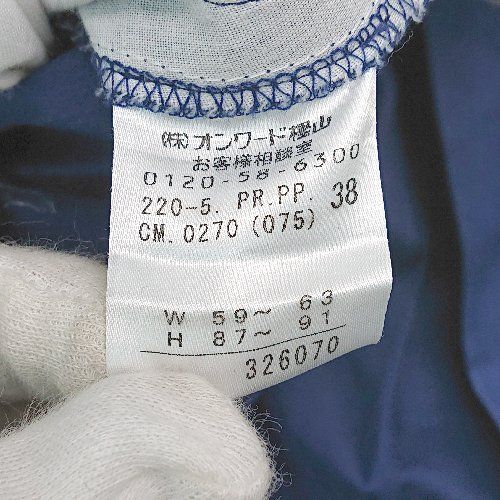 (株)オンワード樫山
お客様相談室
0120-58-6300
220-5. PR.PP. 38
CM.0270(075)
W 59～ 63
H 87～ 91
326070